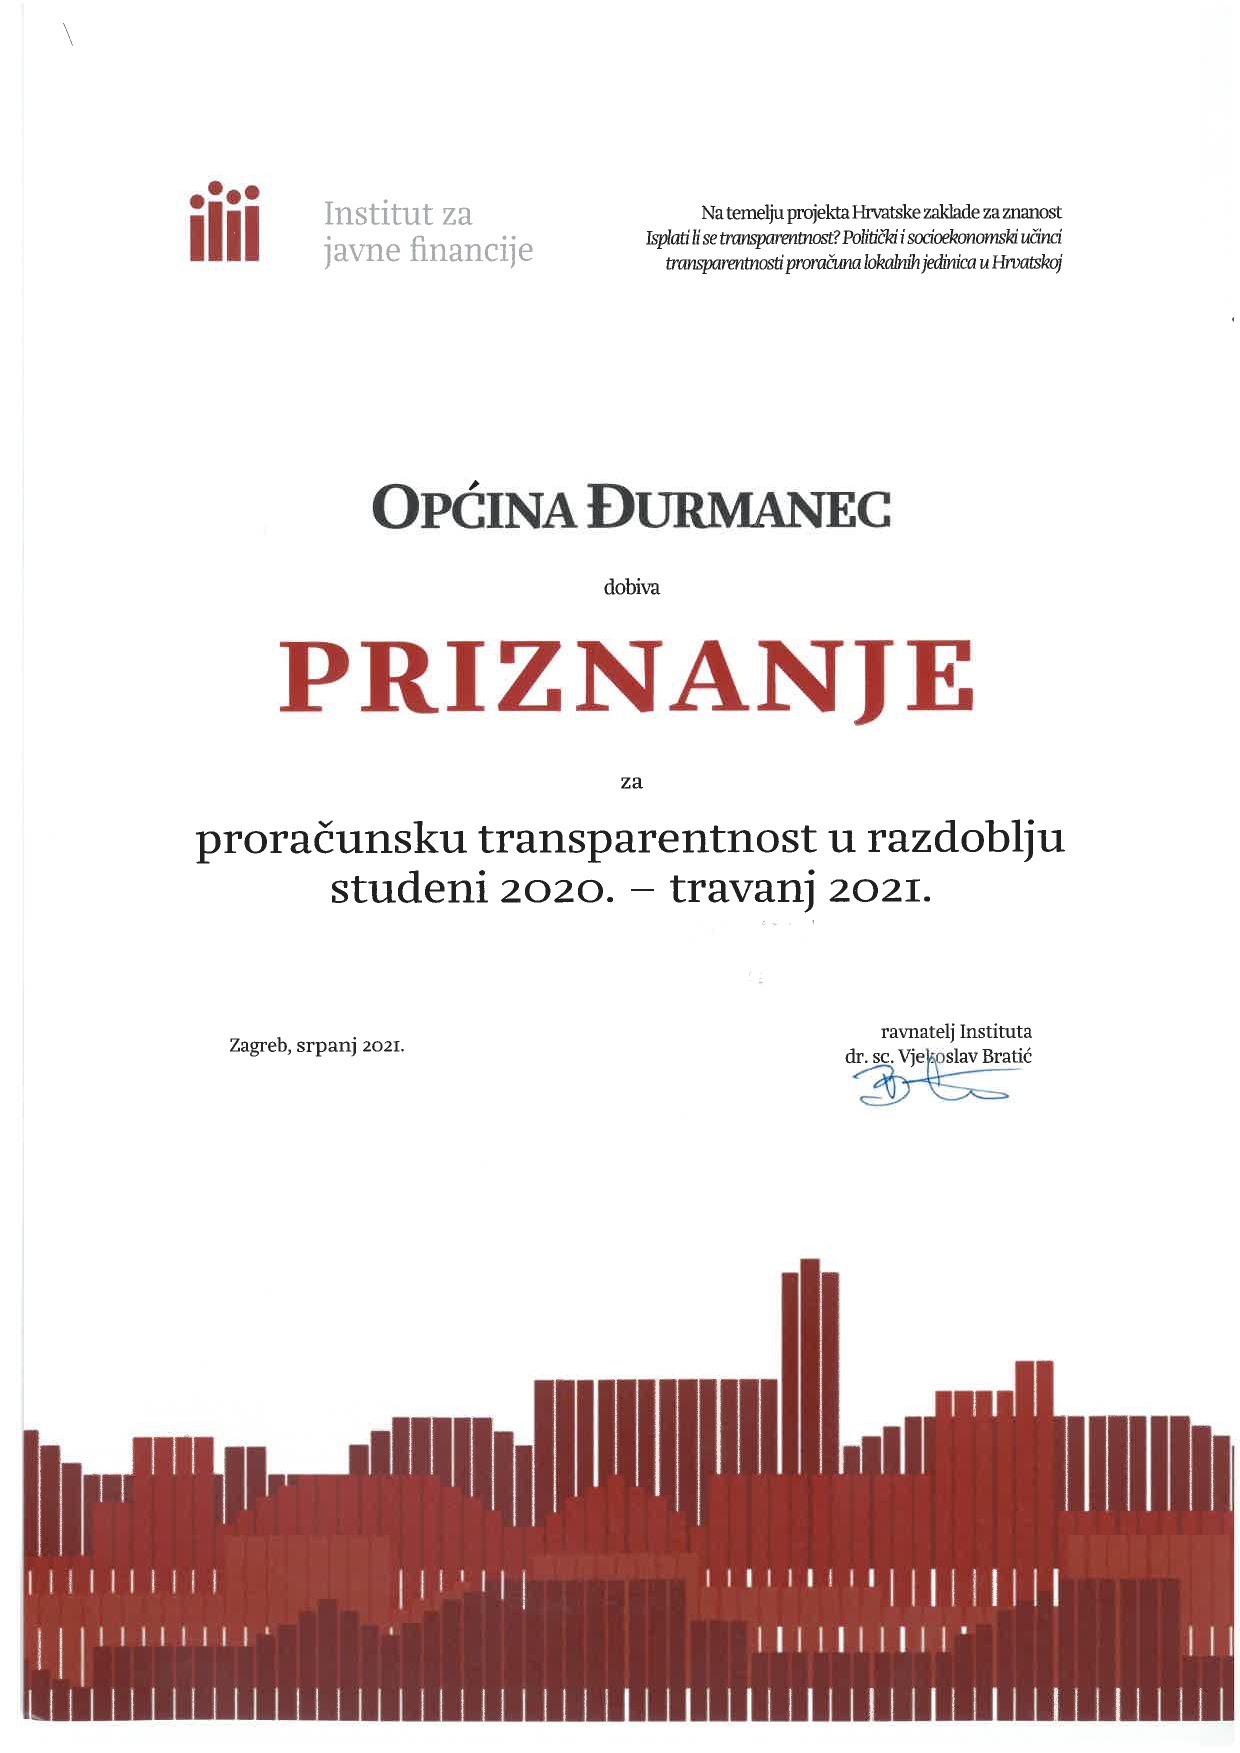 Institut za
javne financije
Na temelju projekta Hrvatske zaklade za znanost
Isplati li se transparentnost? Politički i socioekonomski učinci
transparentnosti proračuna lokalnih jedinica u Hrvatskoj
OPĆINA ĐURMANEC
dobiva
PRIZNANJE
za
proračunsku transparentnost u razdoblju
studeni 2020. – travanj 2021.
Zagreb, srpanj 2021.
ravnatelj Instituta
dr. sc. Vjekoslav Bratić